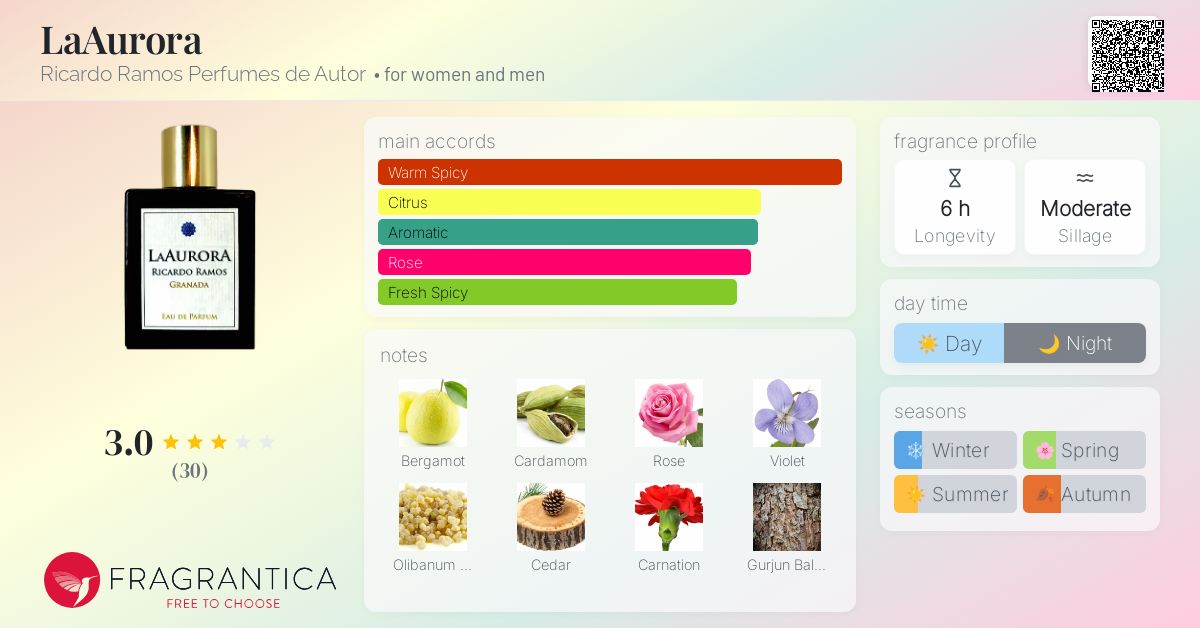 LaAurora
Ricardo Ramos Perfumes de Autor • for women and men
LAAURORA
RICARDO RAMOS
GRANADA
EAU DE PARFUM
3.0
(30)
FRAGRANTICA
FREE TO CHOOSE
main accords
Warm Spicy
Citrus
Aromatic
Rose
Fresh Spicy
notes
Bergamot
Cardamom
Rose
Violet
Olibanum ...
Cedar
Carnation
Gurjun Bal...
fragrance profile
6 h
Longevity
Moderate
Sillage
day time
Day
Night
seasons
Winter
Spring
Summer
Autumn